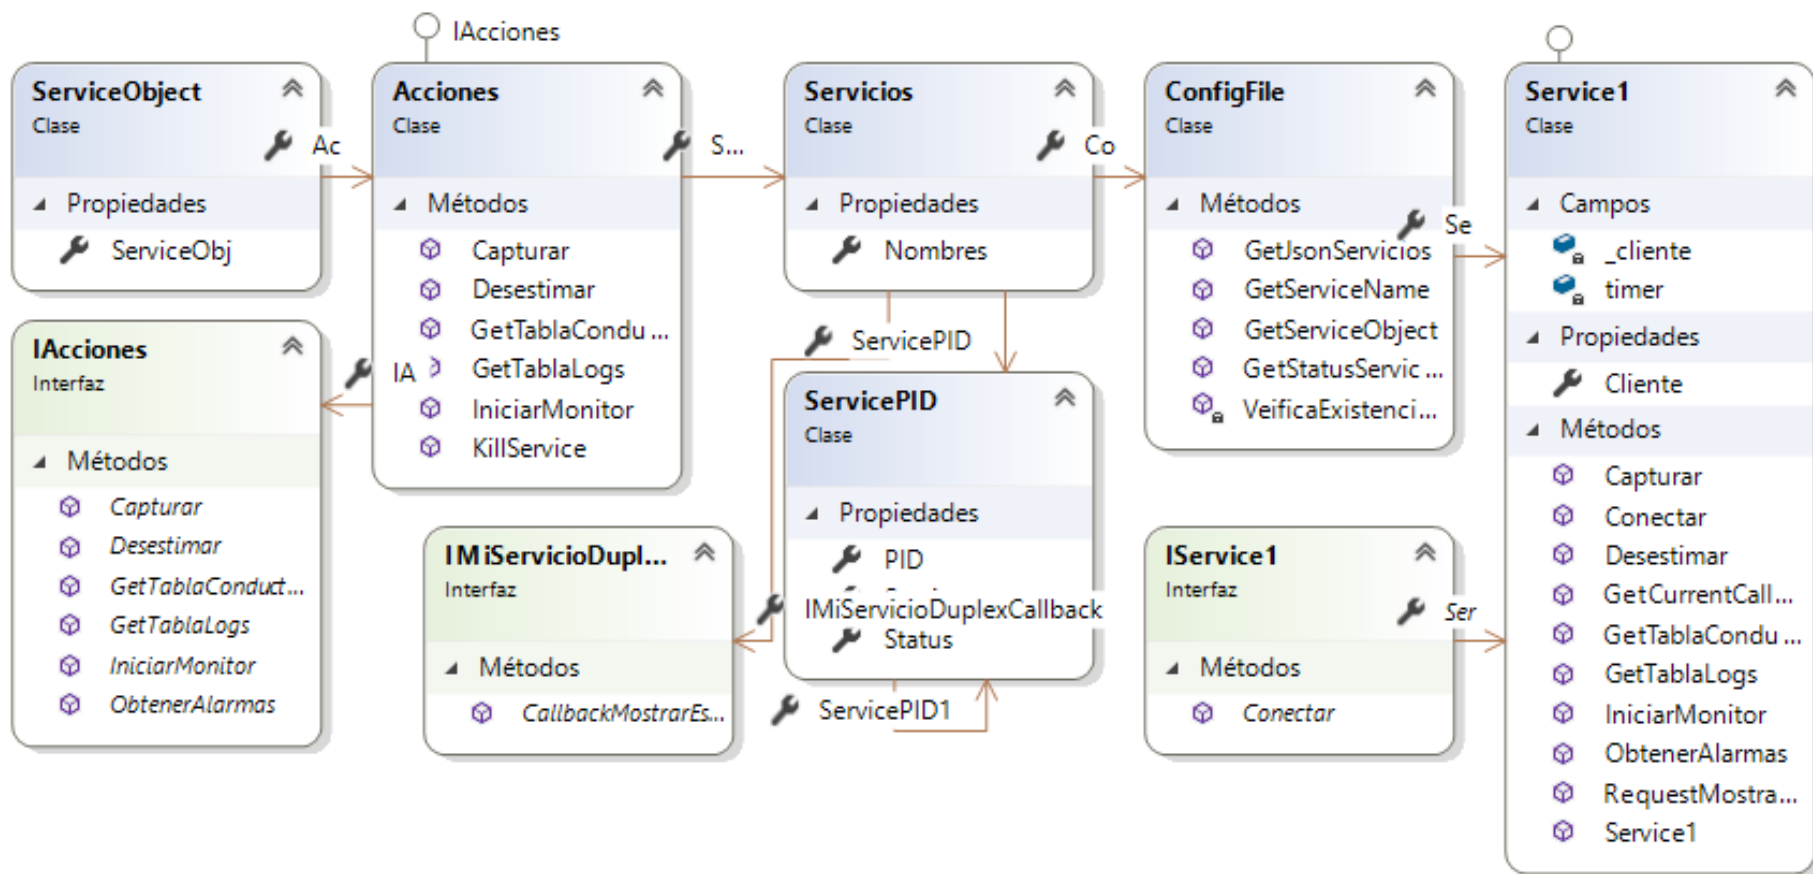 IAcciones
ServiceObject
Clase
Ac
Propiedades
ServiceObj
Acciones
Clase
S...
Métodos
Capturar
Desestimar
GetTablaCondu ...
GetTablaLogs
IniciarMonitor
KillService
Servicios
Clase
Co
Propiedades
Nombres
ServicePID
ConfigFile
Clase
Métodos
Se
GetJsonServicios
GetServiceName
GetServiceObject
GetStatusServic ...
VeificaExistenci...
Service1
Clase
Campos
_cliente
timer
Propiedades
Cliente
Métodos
Capturar
Conectar
Desestimar
GetCurrentCall...
GetTablaCondu ...
GetTablaLogs
IniciarMonitor
ObtenerAlarmas
RequestMostra...
Service1
IAcciones
Interfaz
IA
Métodos
Capturar
Desestimar
GetTablaConduct...
GetTablaLogs
IniciarMonitor
ObtenerAlarmas
IMiServicioDupl...
Interfaz
Métodos
CallbackMostrarEs...
ServicePID
Clase
Propiedades
PID
IMiServicioDuplexCallback
Status
ServicePID1
IService1
Interfaz
Ser
Métodos
Conectar